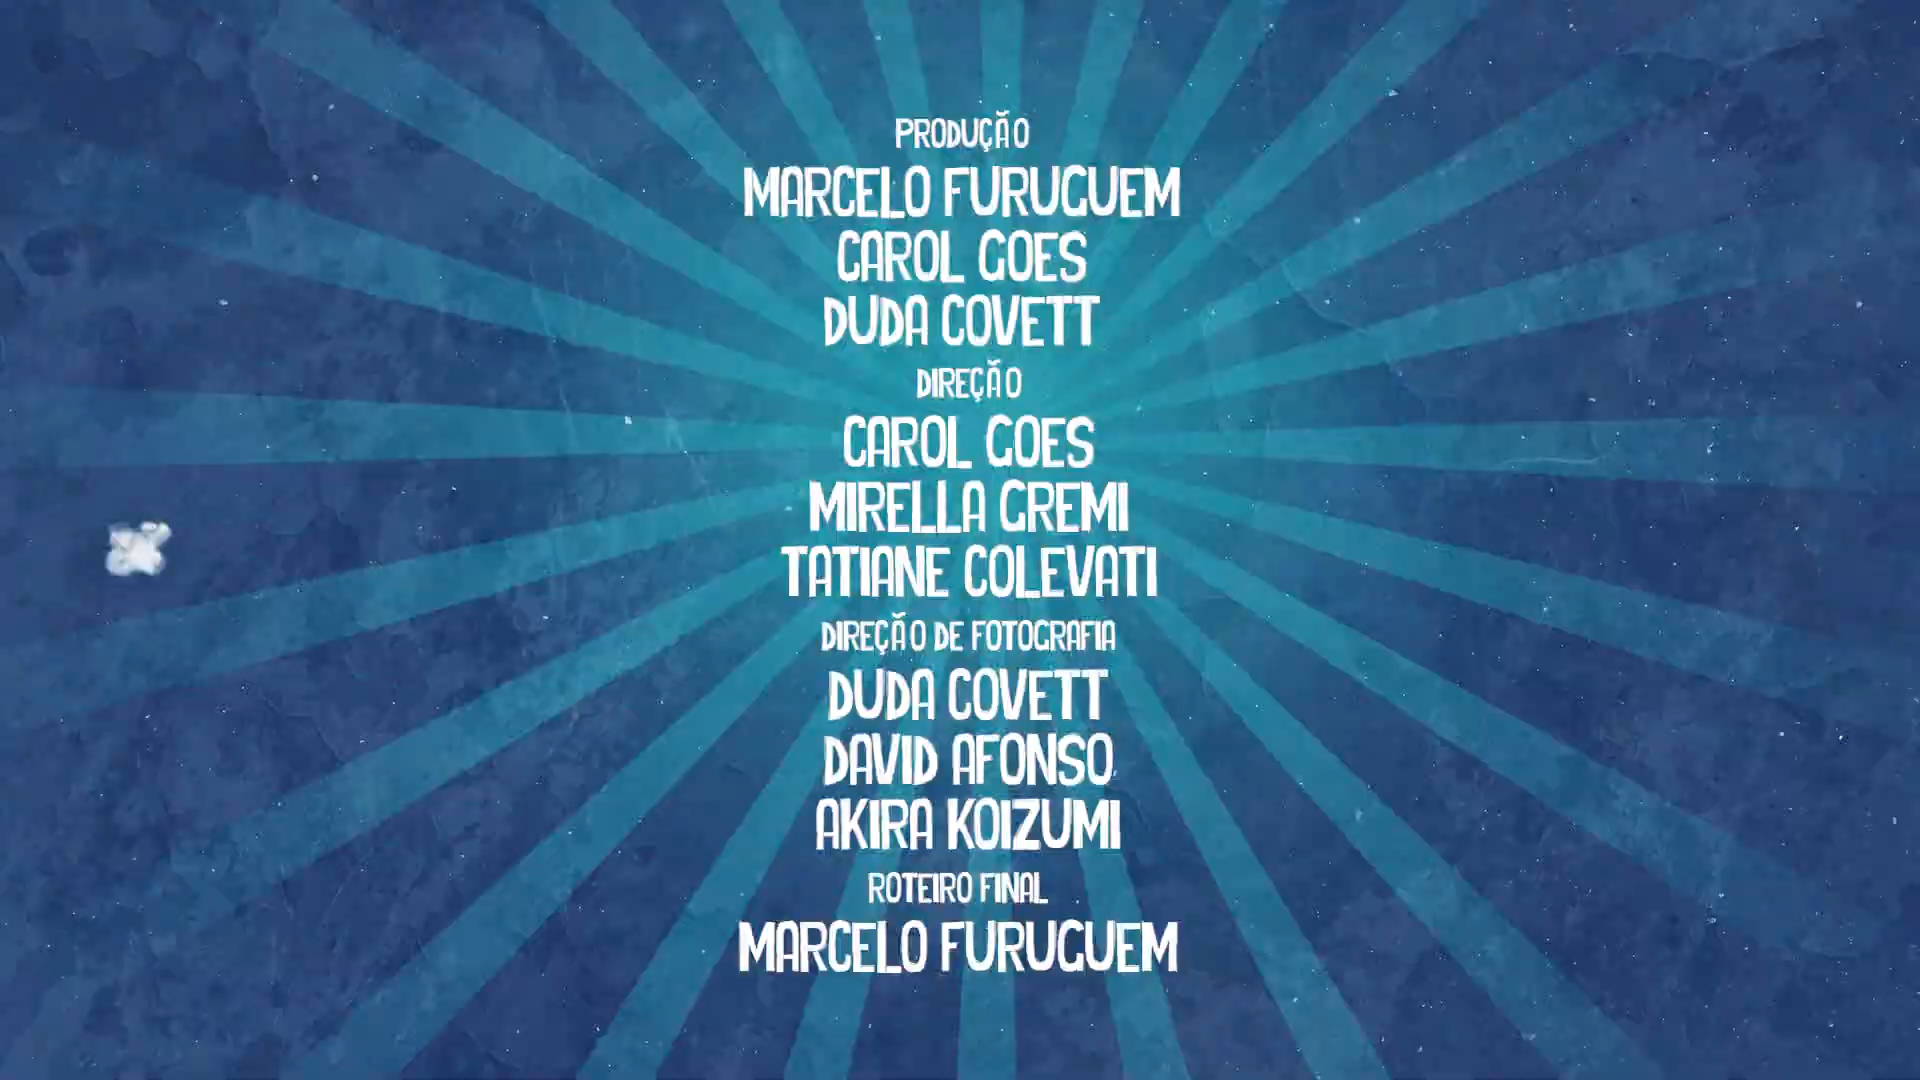 PRODUÇÃO
MARCELO FURUGUEM
CAROL GOES
DUDA COVETT
DIREÇÃO
CAROL GOES
MIRELLA GREMI
TATIANE COLEVATI
DIREÇÃO DE FOTOGRAFIA
DUDA COVETT
DAVID AFONSO
AKIRA KOIZUMI
ROTEIRO FINAL
MARCELO FURUGUEM